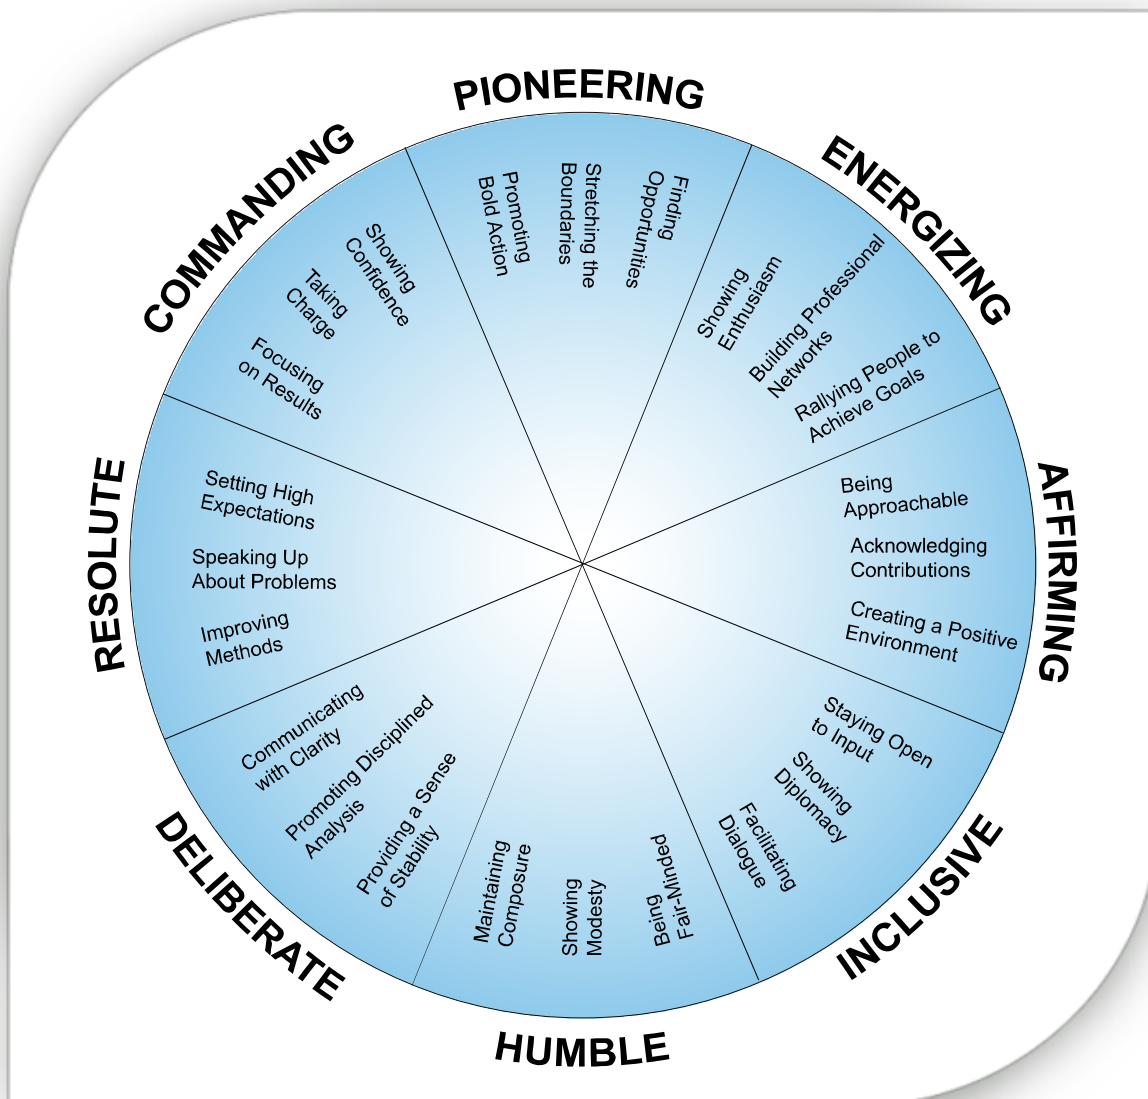 PIONEERING
Promoting
Bold Action
Stretching the
Boundaries
Finding
Opportunities
ENERGIZING
Showing
Enthusiasm
Building Professional
Networks
Rallying People to
Achieve Goals
AFFIRMING
Being
Approachable
Acknowledging
Contributions
Creating a Positive
Environment
INCLUSIVE
Staying Open
to Input
Showing
Diplomacy
Facilitating
Dialogue
HUMBLE
Being
Fair-Minded
Showing
Modesty
Maintaining
Composure
DELIBERATE
Providing a Sense
of Stability
Promoting Disciplined
Analysis
Communicating
with Clarity
RESOLUTE
Improving
Methods
Speaking Up
About Problems
Setting High
Expectations
COMMANDING
Focusing
on Results
Taking
Charge
Showing
Confidence